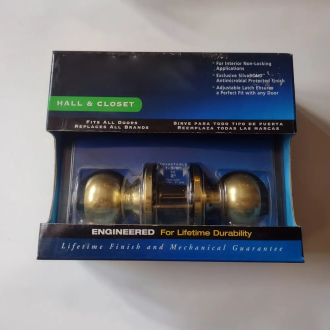 • For Interior Non-Locking
Applications
• Exclusive
Antimicrobial Protected Finish
• Adjustable Latch Ensures
a Perfect Fit with any Door
HALL & CLOSET
FITS ALL DOORS
REPLACES ALL BRANDS
SIRVE PARA TODO TIPO DE PUERTA
REEMPLAZA TODAS LAS MARCAS
ADJUSTABLE
ENGINEERED For Lifetime Durability
Lifetime Finish and Mechanical Guarantee